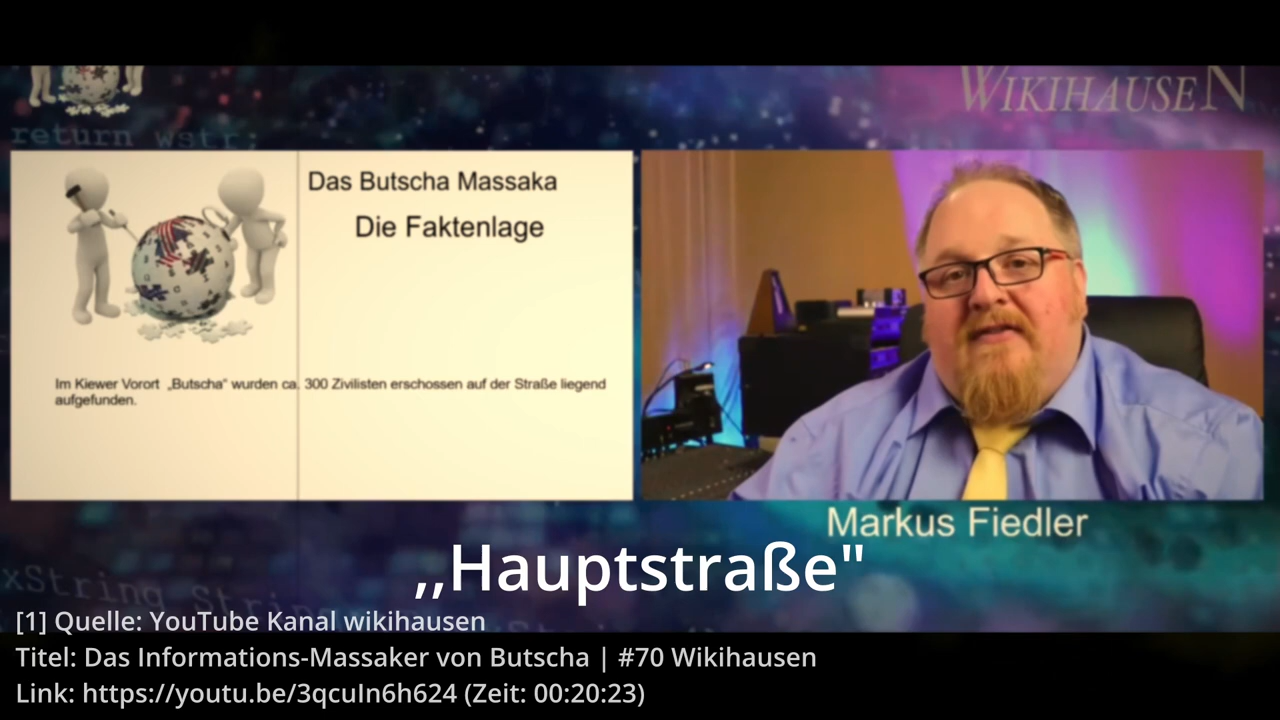 return wstr;
WIKIHAUSEN
Das Butscha Massaka
Die Faktenlage
Im Kiewer Vorort „Butscha“ wurden ca. 300 Zivilisten erschossen auf der Straße liegend
aufgefunden.
Markus Fiedler
,,Hauptstraße"
xString String
[1] Quelle: YouTube Kanal wikihausen
Titel: Das Informations-Massaker von Butscha | #70 Wikihausen
Link: https://youtu.be/3qcuIn6h624 (Zeit: 00:20:23)